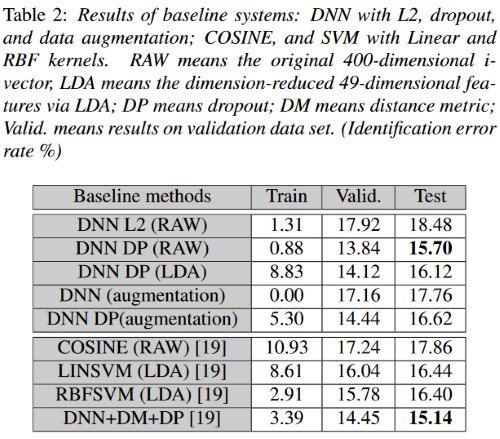 Table 2: Results of baseline systems: DNN with L2, dropout,
and data augmentation; COSINE, and SVM with Linear and
RBF kernels. RAW means the original 400-dimensional i-
vector, LDA means the dimension-reduced 49-dimensional fea-
tures via LDA; DP means dropout; DM means distance metric;
Valid. means results on validation data set. (Identification error
rate %)
Baseline methods Train Valid. Test
DNN L2 (RAW) 1.31 17.92 18.48
DNN DP (RAW) 0.88 13.84 15.70
DNN DP (LDA) 8.83 14.12 16.12
DNN (augmentation) 0.00 17.16 17.76
DNN DP(augmentation) 5.30 14.44 16.62
COSINE (RAW) [19] 10.93 17.24 17.86
LINSVM (LDA) [19] 8.61 16.04 16.44
RBFSVM (LDA) [19] 2.91 15.78 16.40
DNN+DM+DP [19] 3.39 14.45 15.14